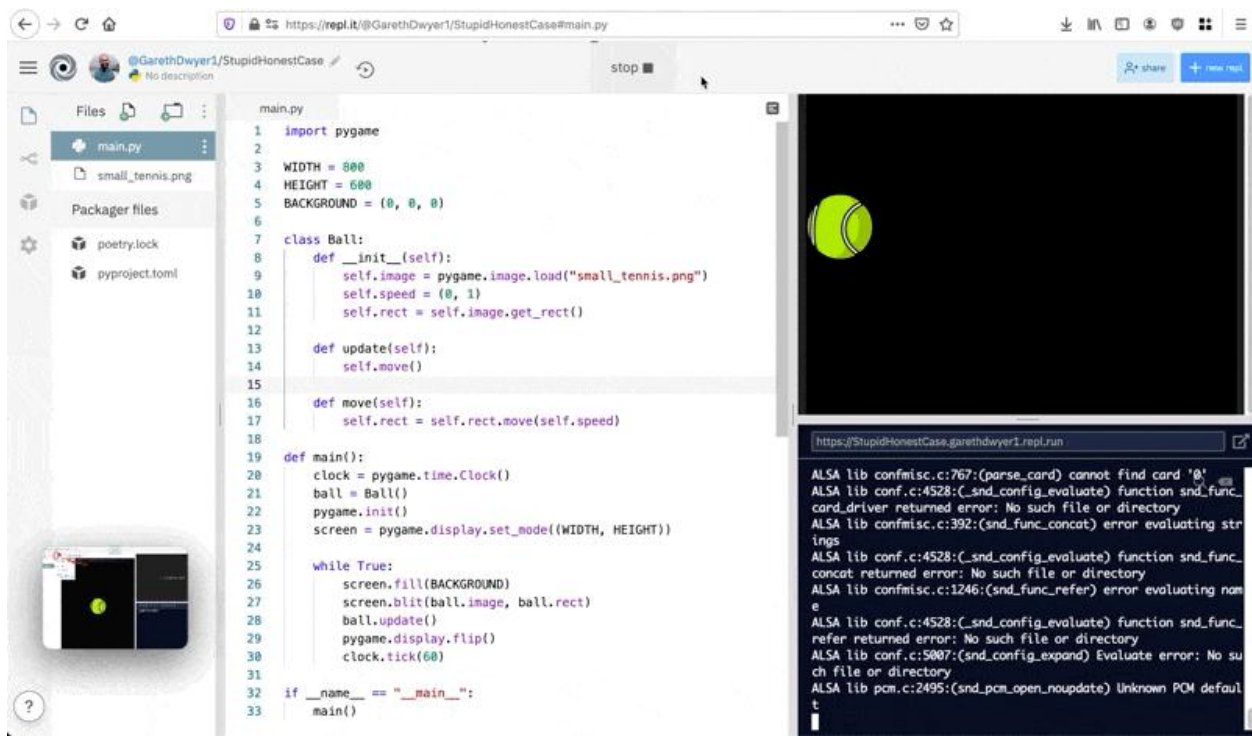 https://repl.it/@GarethDwyer1/StupidHonestCase#main.py
@GarethDwyer1/StupidHonestCase
No description
stop
share
+ new repl
Files
main.py
small_tennis.png
Packager files
poetry.lock
pyproject.toml
main.py
1 import pygame
2
3 WIDTH = 800
4 HEIGHT = 600
5 BACKGROUND = (0, 0, 0)
6
7 class Ball:
8 def __init__(self):
9 self.image = pygame.image.load("small_tennis.png")
10 self.speed = (0, 1)
11 self.rect = self.image.get_rect()
12
13 def update(self):
14 self.move()
15
16 def move(self):
17 self.rect = self.rect.move(self.speed)
18
19 def main():
20 clock = pygame.time.Clock()
21 ball = Ball()
22 pygame.init()
23 screen = pygame.display.set_mode((WIDTH, HEIGHT))
24
25 while True:
26 screen.fill(BACKGROUND)
27 screen.blit(ball.image, ball.rect)
28 ball.update()
29 pygame.display.flip()
30 clock.tick(60)
31
32 if __name__ == "__main__":
33 main()
https://StupidHonestCase.garethdwyer1.repl.run
ALSA lib confmisc.c:767:(parse_card) cannot find card '0'
ALSA lib conf.c:4528:(_snd_config_evaluate) function snd_func_
card_driver returned error: No such file or directory
ALSA lib confmisc.c:392:(snd_func_concat) error evaluating str
ings
ALSA lib conf.c:4528:(_snd_config_evaluate) function snd_func_
concat returned error: No such file or directory
ALSA lib confmisc.c:1246:(snd_func_refer) error evaluating nam
e
ALSA lib conf.c:4528:(_snd_config_evaluate) function snd_func_
refer returned error: No such file or directory
ALSA lib conf.c:5007:(snd_config_expand) Evaluate error: No su
ch file or directory
ALSA lib pcm.c:2495:(snd_pcm_open_noupdate) Unknown PCM defaul
t
?